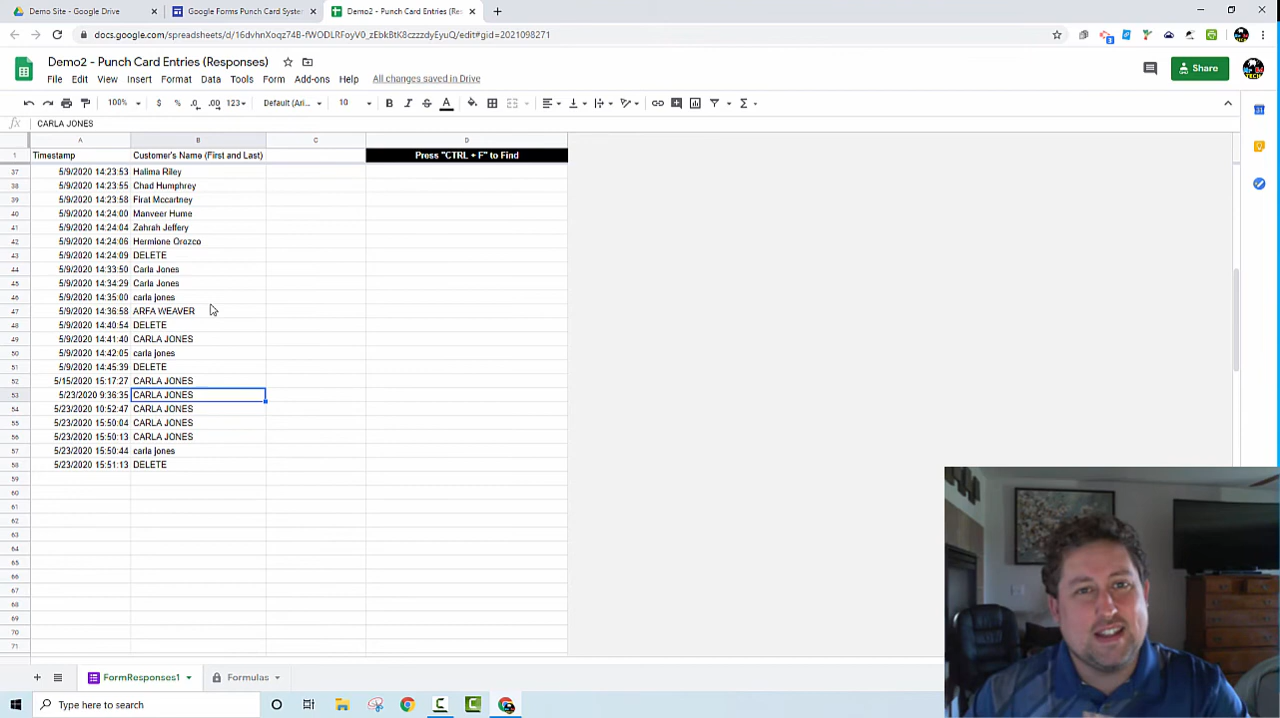 Demo Site - Google Drive
Google Forms Punch Card System
Demo2 - Punch Card Entries (Res
docs.google.com/spreadsheets/d/
Demo2 - Punch Card Entries (Responses)
File Edit View Insert Format Data Tools Form Add-ons Help All changes saved in Drive
Share
100% $ % .0 .00 123 Default (Ari... 10
CARLA JONES
A B C D
1 Timestamp Customer's Name (First and Last) Press "CTRL + F" to Find
37 5/9/2020 14:23:53 Halima Riley
38 5/9/2020 14:23:55 Chad Humphrey
39 5/9/2020 14:23:58 Firat Mccartney
40 5/9/2020 14:24:00 Manveer Hume
41 5/9/2020 14:24:04 Zahrah Jeffery
42 5/9/2020 14:24:06 Hermione Orozco
43 5/9/2020 14:24:09 DELETE
44 5/9/2020 14:33:50 Carla Jones
45 5/9/2020 14:34:29 Carla Jones
46 5/9/2020 14:35:00 carla jones
47 5/9/2020 14:36:58 ARFA WEAVER
48 5/9/2020 14:40:54 DELETE
49 5/9/2020 14:41:40 CARLA JONES
50 5/9/2020 14:42:05 carla jones
51 5/9/2020 14:45:39 DELETE
52 5/15/2020 15:17:27 CARLA JONES
53 5/23/2020 9:36:35 CARLA JONES
54 5/23/2020 10:52:47 CARLA JONES
55 5/23/2020 15:50:04 CARLA JONES
56 5/23/2020 15:50:13 CARLA JONES
57 5/23/2020 15:50:44 carla jones
58 5/23/2020 15:51:13 DELETE
59
60
61
62
63
64
65
66
67
68
69
70
71
FormResponses1 Formulas
Type here to search